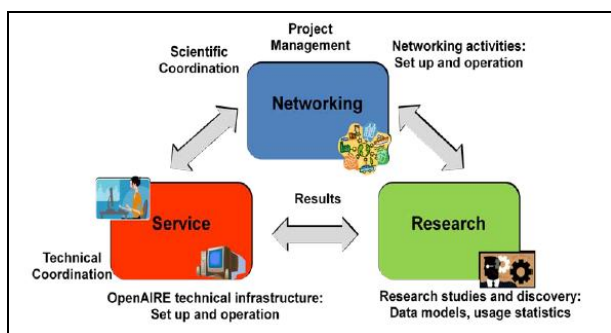 Project
Management
Scientific
Coordination
Networking activities:
Set up and operation
Networking
Results
Service
Research
Technical
Coordination
OpenAIRE technical infrastructure:
Set up and operation
Research studies and discovery:
Data models, usage statistics